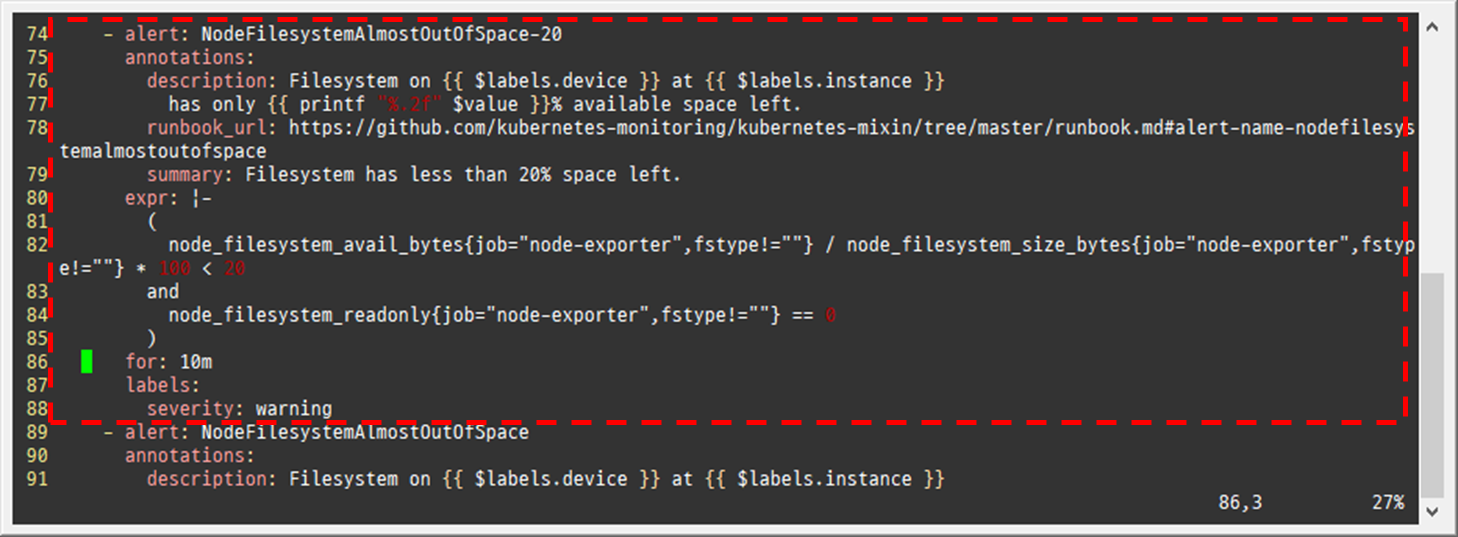 74     - alert: NodeFilesystemAlmostOutOfSpace-20
75       annotations:
76         description: Filesystem on {{ $labels.device }} at {{ $labels.instance }}
77           has only {{ printf "%.2f" $value }}% available space left.
78         runbook_url: https://github.com/kubernetes-monitoring/kubernetes-mixin/tree/master/runbook.md#alert-name-nodefilesys
temalmostoutofspace
79         summary: Filesystem has less than 20% space left.
80       expr: |-
81         (
82           node_filesystem_avail_bytes{job="node-exporter",fstype!=""} / node_filesystem_size_bytes{job="node-exporter",fstyp
e!=""} * 100 < 20
83         and
84           node_filesystem_readonly{job="node-exporter",fstype!=""} == 0
85         )
86       for: 10m
87       labels:
88         severity: warning
89     - alert: NodeFilesystemAlmostOutOfSpace
90       annotations:
91         description: Filesystem on {{ $labels.device }} at {{ $labels.instance }}
86,3          27%